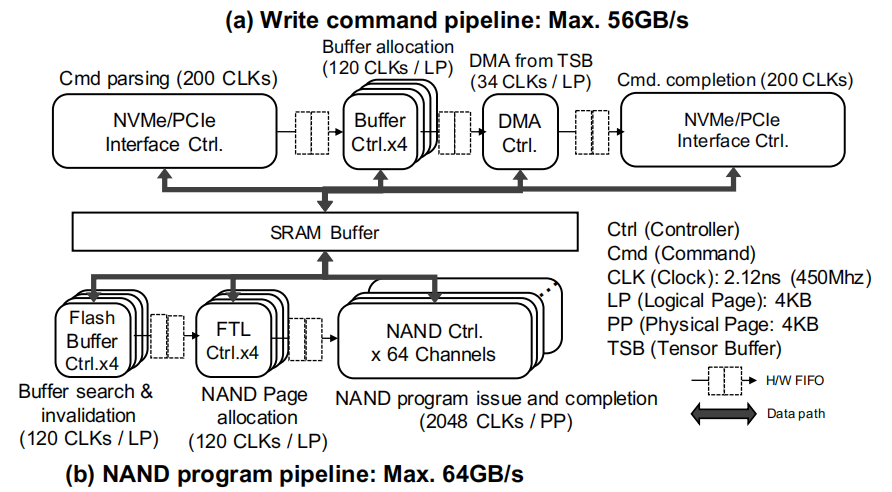 (a) Write command pipeline: Max. 56GB/s
Buffer allocation
(120 CLKs / LP)
DMA from TSB
(34 CLKs / LP)
Cmd parsing (200 CLKs)
Cmd. completion (200 CLKs)
NVMe/PCIe
Interface Ctrl.
Buffer
Ctrl.x4
DMA
Ctrl.
NVMe/PCIe
Interface Ctrl.
SRAM Buffer
Ctrl (Controller)
Cmd (Command)
CLK (Clock): 2.12ns (450Mhz)
LP (Logical Page): 4KB
PP (Physical Page: 4KB
TSB (Tensor Buffer)
H/W FIFO
Data path
Flash
Buffer
Ctrl.x4
FTL
Ctrl.x4
NAND Ctrl.
x 64 Channels
Buffer search &
invalidation
(120 CLKs / LP)
NAND Page
allocation
(120 CLKs / LP)
NAND program issue and completion
(2048 CLKs / PP)
(b) NAND program pipeline: Max. 64GB/s